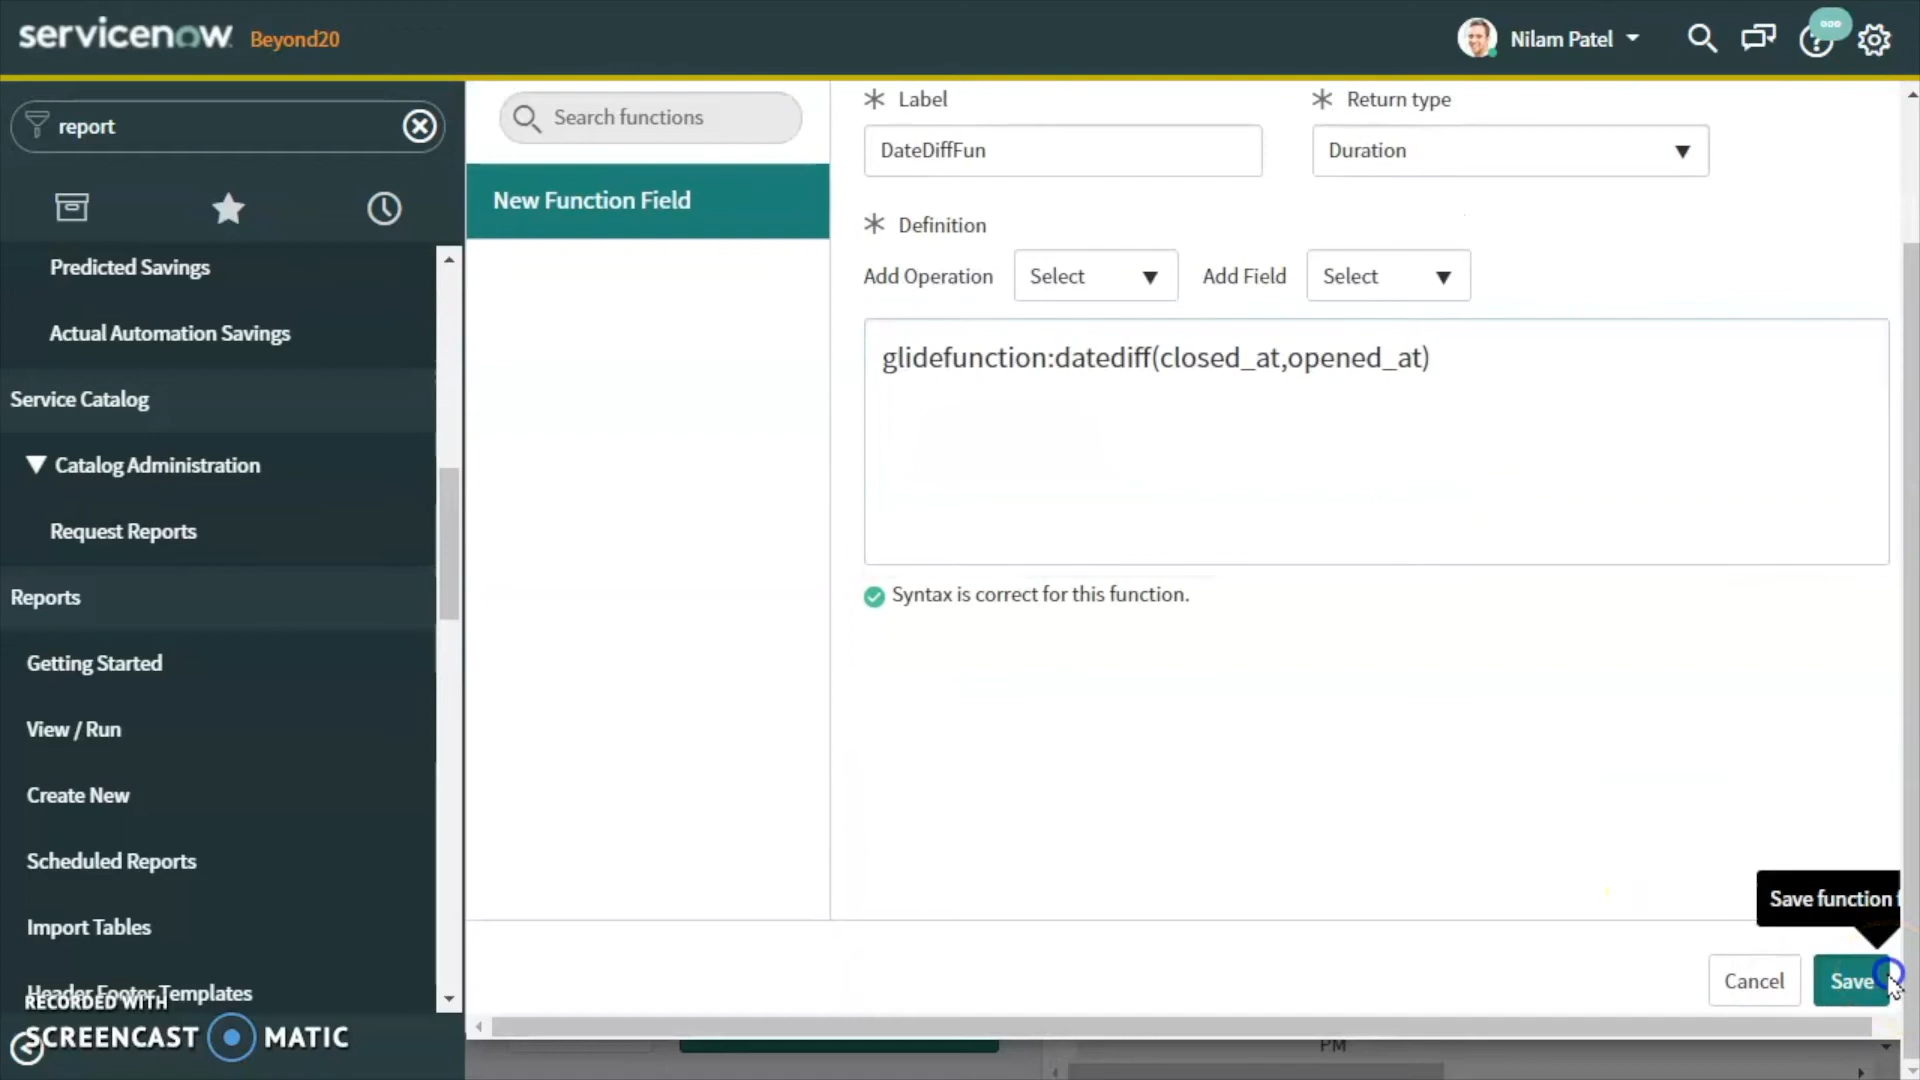 servicenow Beyond20
Nilam Patel
report
Predicted Savings
Actual Automation Savings
Service Catalog
Catalog Administration
Request Reports
Reports
Getting Started
View / Run
Create New
Scheduled Reports
Import Tables
Header Footer Templates
RECORDED WITH
SCREENCAST MATIC
Search functions
New Function Field
* Label
DateDiffFun
* Return type
Duration
* Definition
Add Operation Select Add Field Select
glidefunction:datediff(closed_at,opened_at)
Syntax is correct for this function.
Save function
Cancel Save
PM